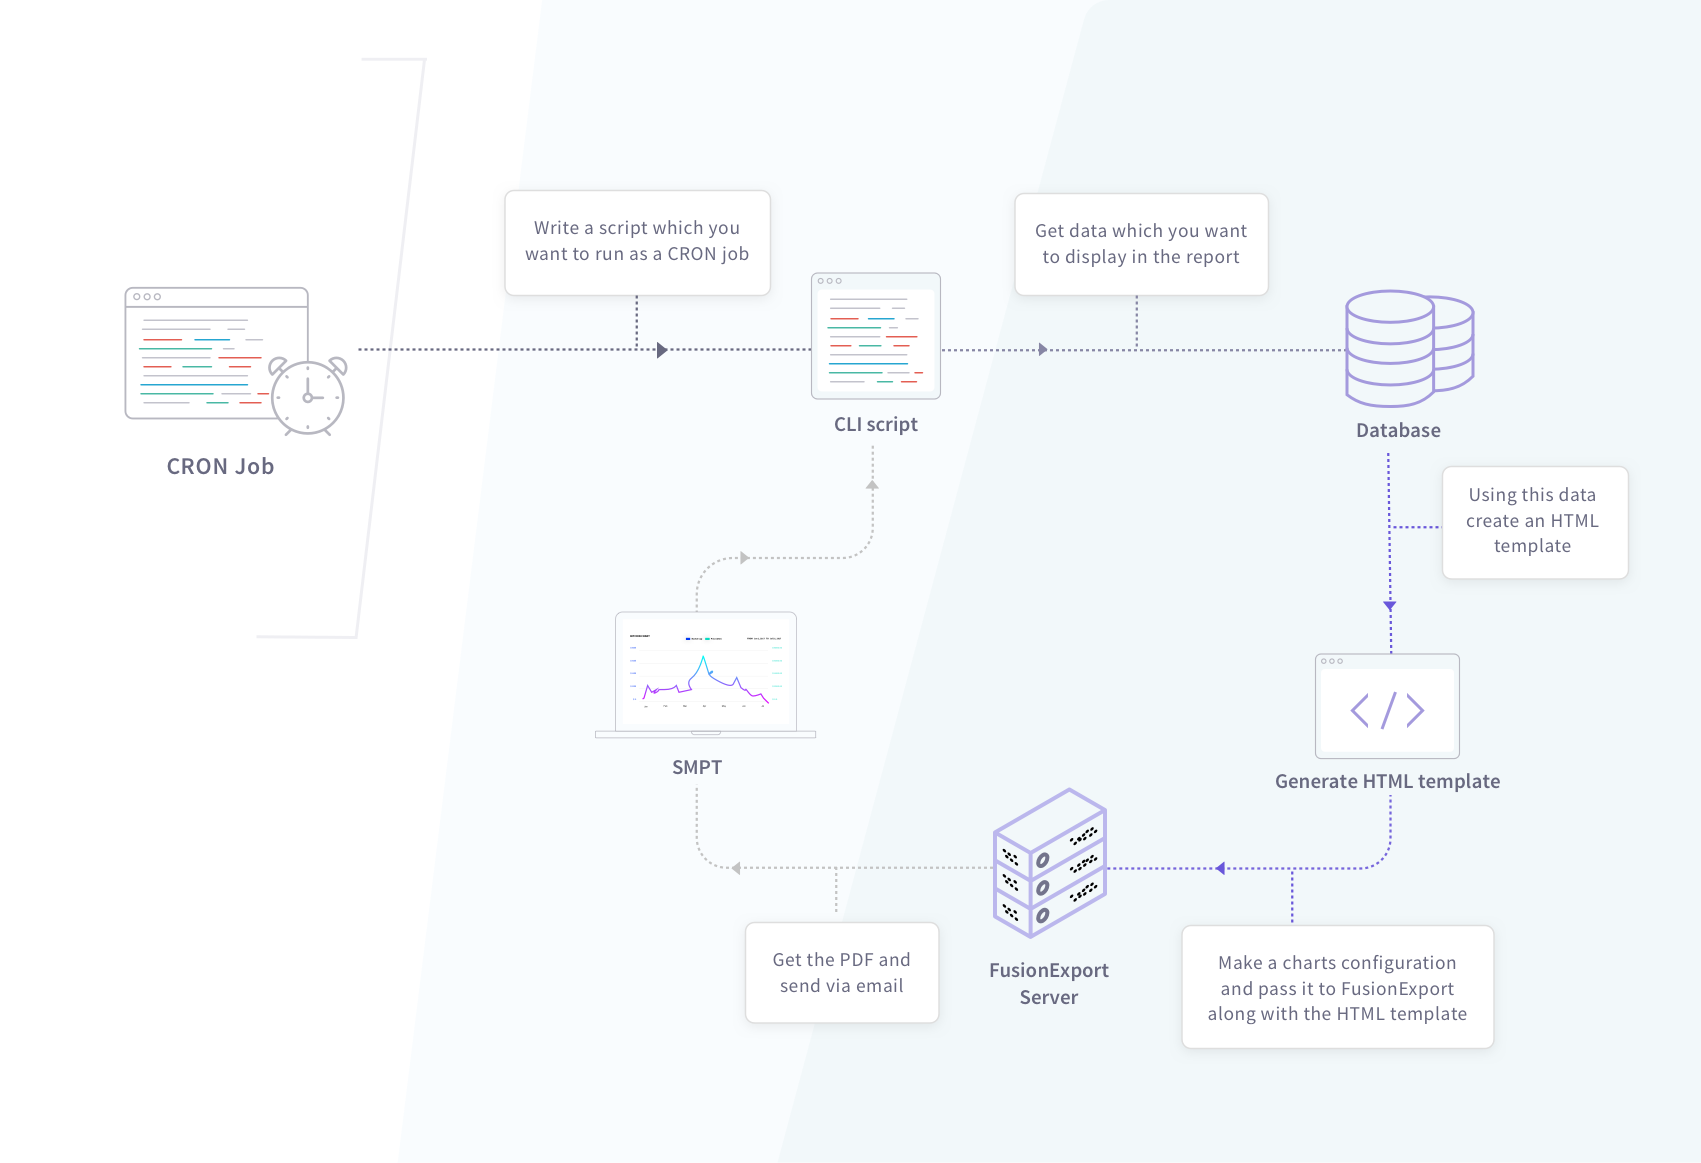 Write a script which you
want to run as a CRON job
Get data which you want
to display in the report
CLI script
Database
CRON Job
Using this data
create an HTML
template
SMPT
Generate HTML template
FusionExport
Server
Get the PDF and
send via email
Make a charts configuration
and pass it to FusionExport
along with the HTML template